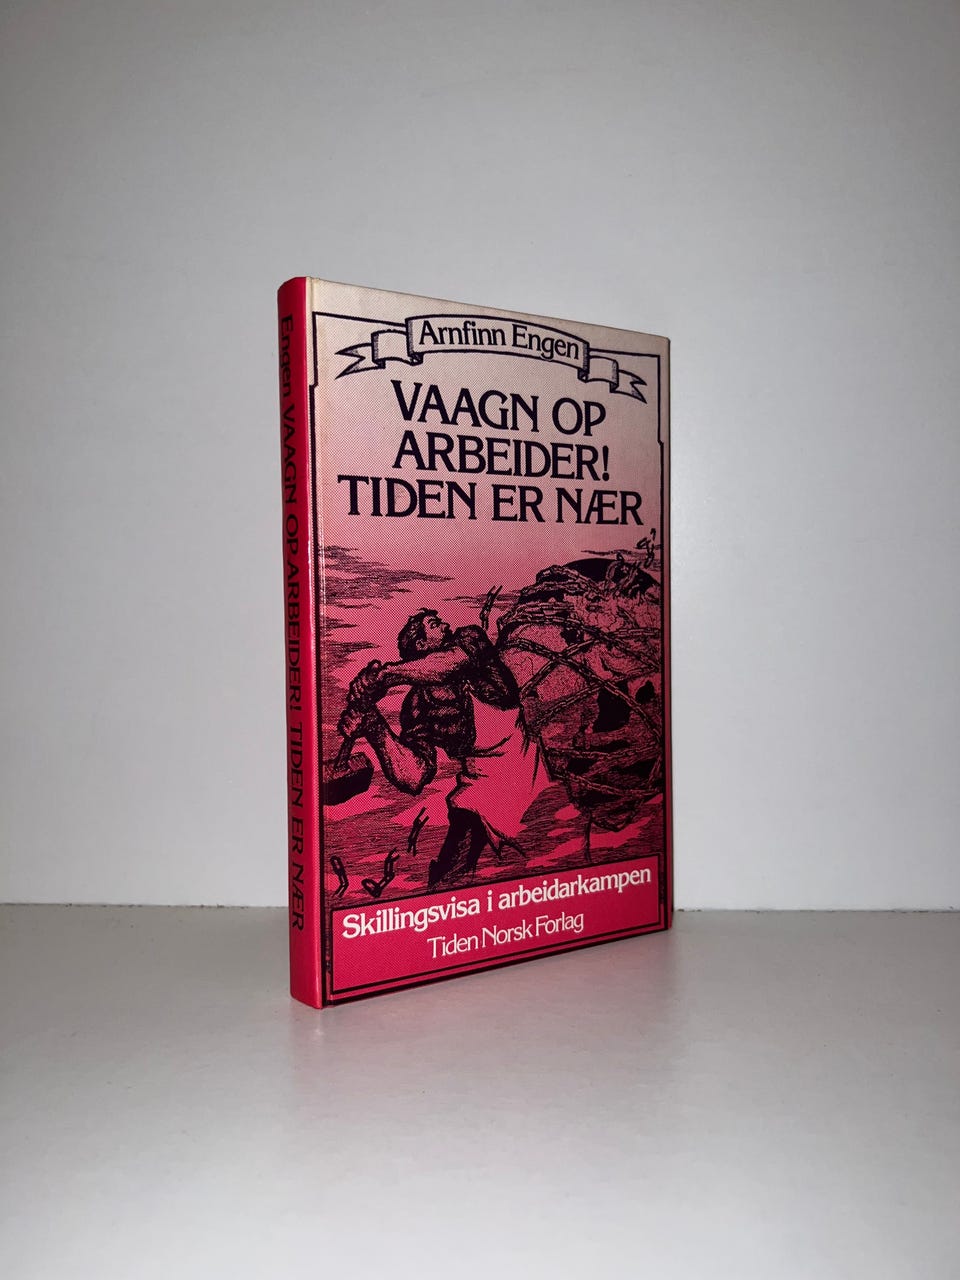 Engen VAAGN OP ARBEIDER! TIDEN ER NÆR
Arnfinn Engen
VAAGN OP
ARBEIDER!
TIDEN ER NÆR
Skillingsvisa i arbeidarkampen
Tiden Norsk Forlag